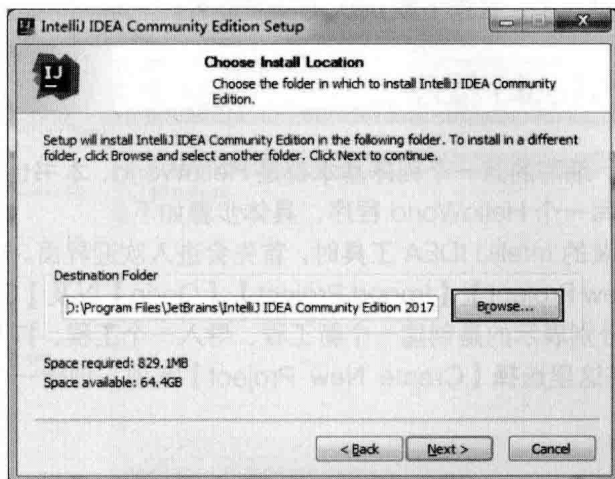 IntelliJ IDEA Community Edition Setup
IJ
Choose Install Location
Choose the folder in which to install IntelliJ IDEA Community
Edition.
Setup will install IntelliJ IDEA Community Edition in the following folder. To install in a different
folder, click Browse and select another folder. Click Next to continue.
Destination Folder
D:\Program Files\JetBrains\IntelliJ IDEA Community Edition 2017
Browse...
Space required: 829.1MB
Space available: 64.4GB
< Back
Next >
Cancel